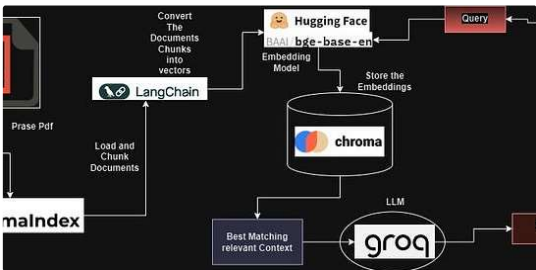 Convert
The
Documents
Chunks
into
vectors
Hugging Face
BAAI/bge-base-en
Embedding
Model
Query
LangChain
Store the
Embeddings
Prase Pdf
Load and
Chunk
Documents
chroma
maIndex
LLM
Best Matching
relevant Context
groq